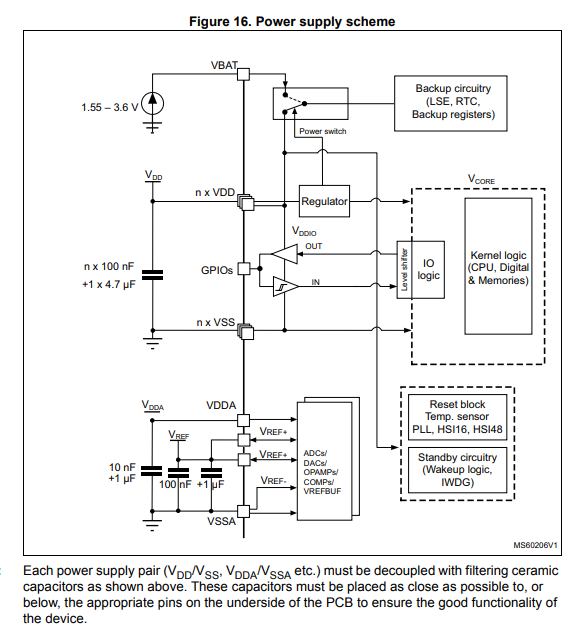 Figure 16. Power supply scheme
VBAT
1.55 – 3.6 V
Power switch
Backup circuitry
(LSE, RTC,
Backup registers)
VDD
n x VDD
Regulator
VCORE
VDDIO
OUT
n x 100 nF
+1 x 4.7 µF
GPIOs
IN
Level shifter
IO
logic
Kernel logic
(CPU, Digital
& Memories)
n x VSS
Reset block
Temp. sensor
PLL, HSI16, HSI48
Standby circuitry
(Wakeup logic,
IWDG)
VDDA
VDDA
VREF
VREF+
VREF+
VREF-
10 nF
+1 µF
100 nF
+1 µF
ADCs/
DACs/
OPAMPs/
COMPs/
VREFBUF
VSSA
MS60206V1
:
Each power supply pair (VDD/VSS, VDDA/VSSA etc.) must be decoupled with filtering ceramic
capacitors as shown above. These capacitors must be placed as close as possible to, or
below, the appropriate pins on the underside of the PCB to ensure the good functionality of
the device.